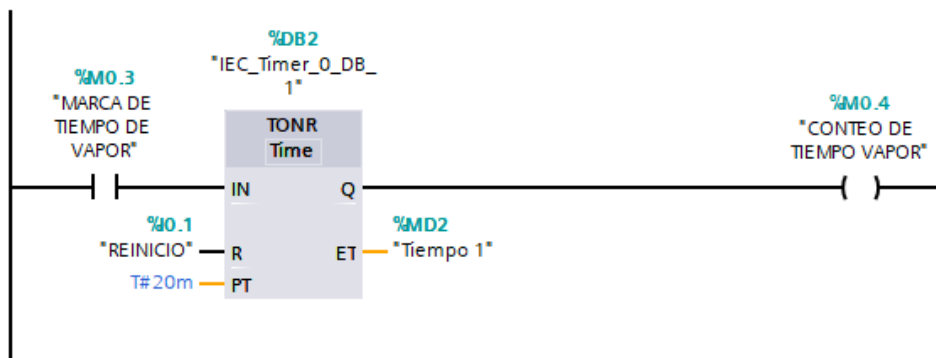 %DB2
"IEC_Timer_0_DB_
1"
%M0.3
"MARCA DE
TIEMPO DE
VAPOR"
TONR
Time
%M0.4
"CONTEO DE
TIEMPO VAPOR"
IN
Q
%I0.1
"REINICIO"
R
%MD2
ET
"Tiempo 1"
T#20m
PT